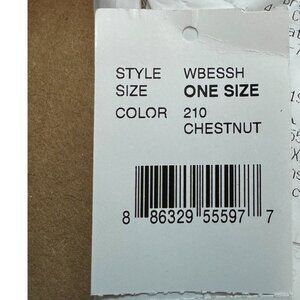 STYLE WBESSH
SIZE ONE SIZE
COLOR 210
CHESTNUT
8 86329 55597 7